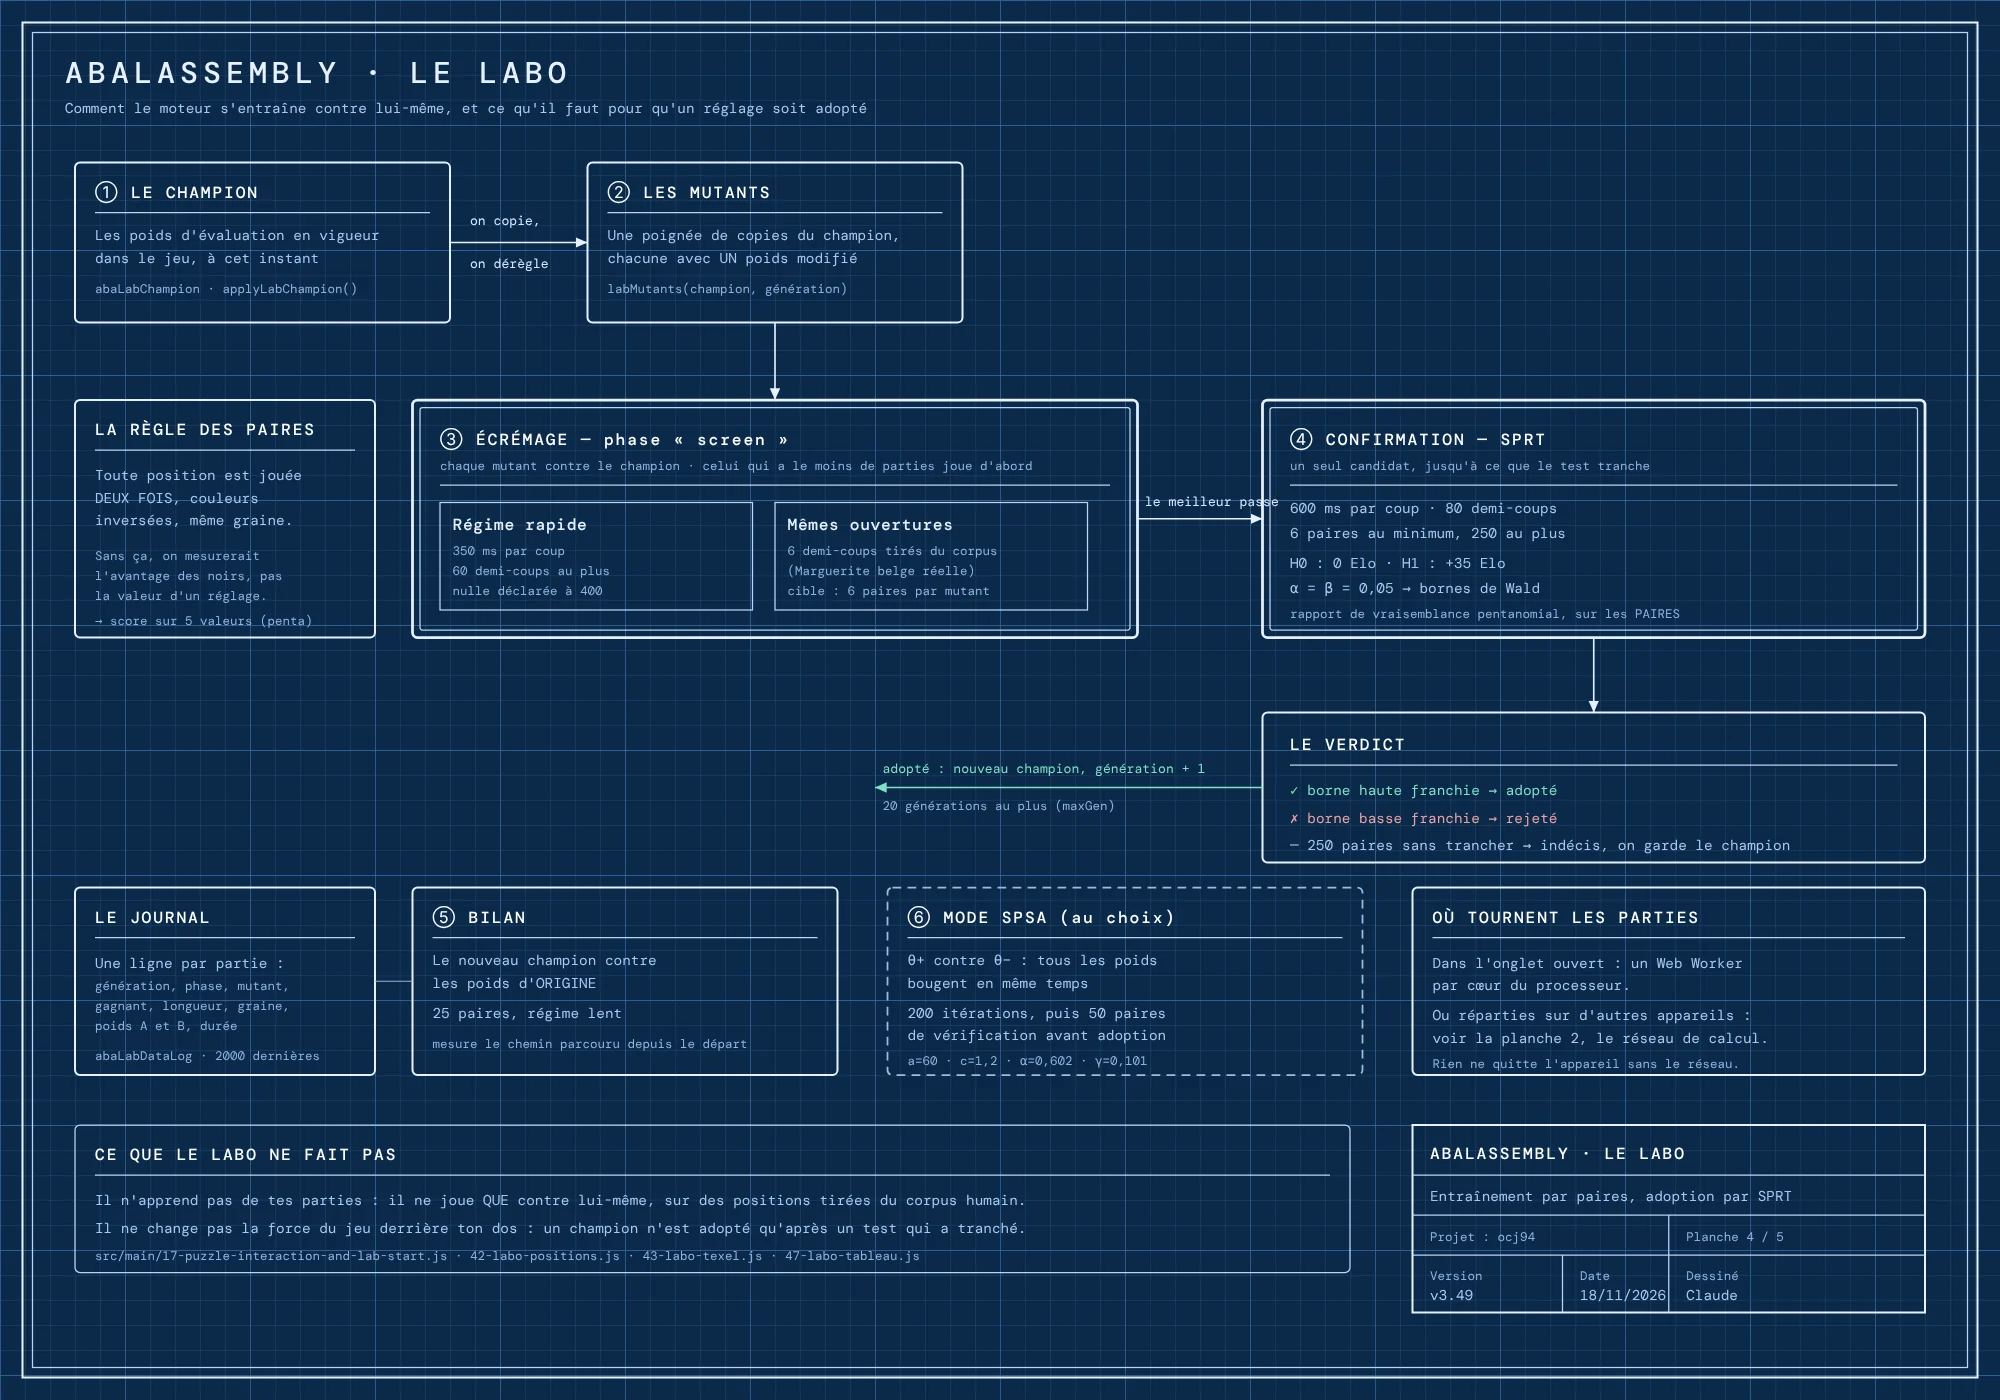 ABALASSEMBLY · LE LABO
Comment le moteur s'entraîne contre lui-même, et ce qu'il faut pour qu'un réglage soit adopté
① LE CHAMPION
Les poids d'évaluation en vigueur
dans le jeu, à cet instant
abaLabChampion · applyLabChampion()
on copie,
on dérègle
② LES MUTANTS
Une poignée de copies du champion,
chacune avec UN poids modifié
labMutants(champion, génération)
LA RÈGLE DES PAIRES
Toute position est jouée
DEUX FOIS, couleurs
inversées, même graine.
Sans ça, on mesurerait
l'avantage des noirs, pas
la valeur d'un réglage.
→ score sur 5 valeurs (penta)
③ ÉCRÉMAGE — phase « screen »
chaque mutant contre le champion · celui qui a le moins de parties joue d'abord
Régime rapide
350 ms par coup
60 demi-coups au plus
nulle déclarée à 400
Mêmes ouvertures
6 demi-coups tirés du corpus
(Marguerite belge réelle)
cible : 6 paires par mutant
le meilleur passe
④ CONFIRMATION — SPRT
un seul candidat, jusqu'à ce que le test tranche
600 ms par coup · 80 demi-coups
6 paires au minimum, 250 au plus
H0 : 0 Elo · H1 : +35 Elo
α = β = 0,05 → bornes de Wald
rapport de vraisemblance pentanomial, sur les PAIRES
LE VERDICT
✓ borne haute franchie → adopté
✗ borne basse franchie → rejeté
— 250 paires sans trancher → indécis, on garde le champion
adopté : nouveau champion, génération + 1
20 générations au plus (maxGen)
LE JOURNAL
Une ligne par partie :
génération, phase, mutant,
gagnant, longueur, graine,
poids A et B, durée
abaLabDataLog · 2000 dernières
⑤ BILAN
Le nouveau champion contre
les poids d'ORIGINE
25 paires, régime lent
mesure le chemin parcouru depuis le départ
⑥ MODE SPSA (au choix)
θ+ contre θ− : tous les poids
bougent en même temps
200 itérations, puis 50 paires
de vérification avant adoption
a=60 · c=1,2 · α=0,602 · γ=0,101
OÙ TOURNENT LES PARTIES
Dans l'onglet ouvert : un Web Worker
par cœur du processeur.
Ou réparties sur d'autres appareils :
voir la planche 2, le réseau de calcul.
Rien ne quitte l'appareil sans le réseau.
CE QUE LE LABO NE FAIT PAS
Il n'apprend pas de tes parties : il ne joue QUE contre lui-même, sur des positions tirées du corpus humain.
Il ne change pas la force du jeu derrière ton dos : un champion n'est adopté qu'après un test qui a tranché.
src/main/17-puzzle-interaction-and-lab-start.js · 42-labo-positions.js · 43-labo-texel.js · 47-labo-tableau.js
ABALASSEMBLY · LE LABO
Entraînement par paires, adoption par SPRT
Projet : ocj94
Planche 4 / 5
Version
v3.49
Date
18/11/2026
Dessiné
Claude